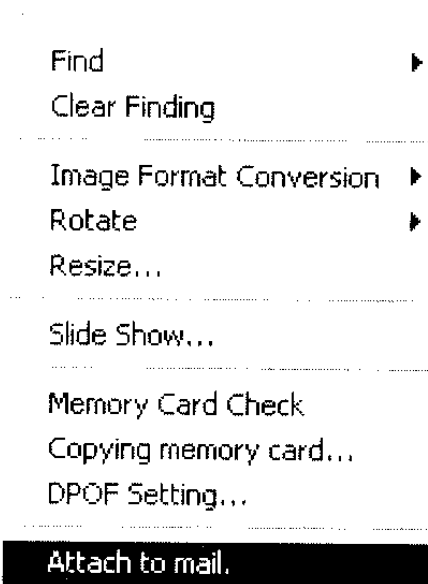 Find
Clear Finding
Image Format Conversion
Rotate
Resize...
Slide Show...
Memory Card Check
Copying memory card...
DPOF Setting...
Attach to mail.